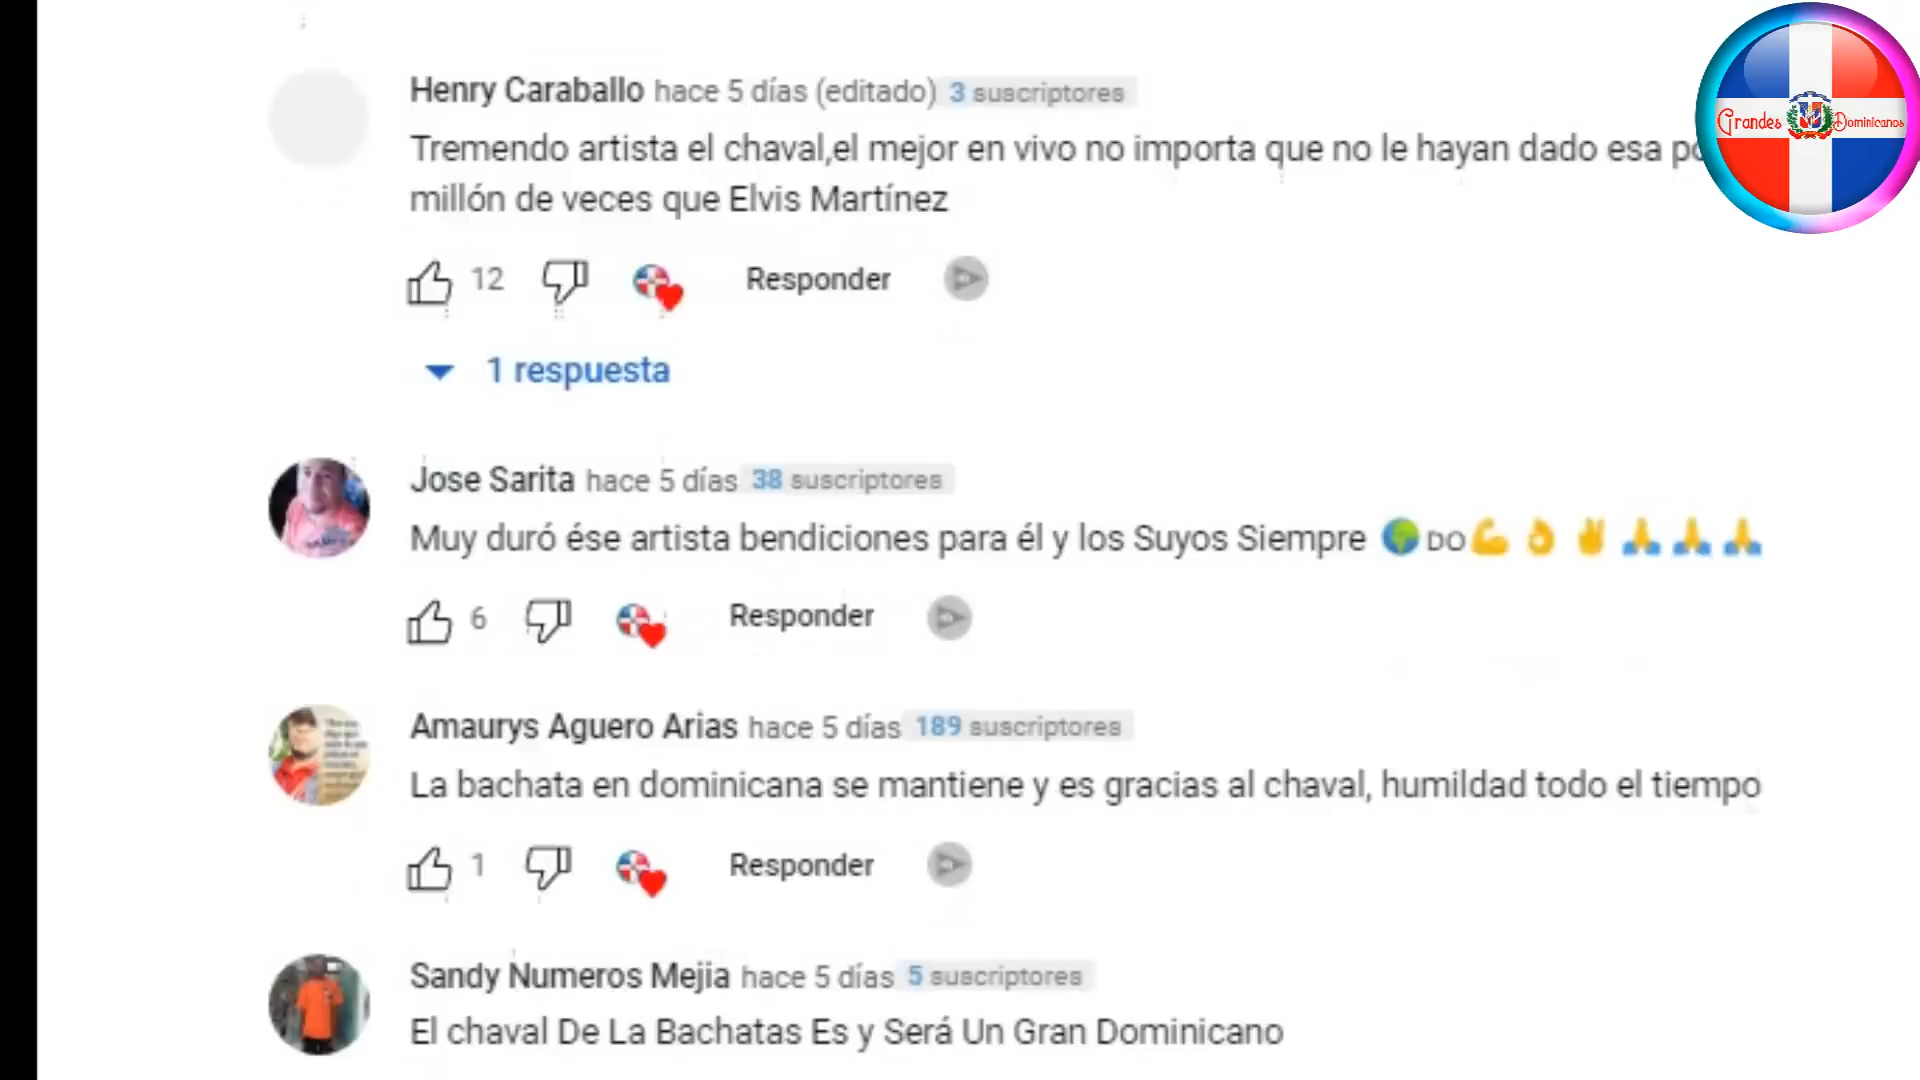 Henry Caraballo hace 5 días (editado) 3 suscriptores
Grandes Dominicanos
Tremendo artista el chaval,el mejor en vivo no importa que no le hayan dado esa
millón de veces que Elvis Martínez
12 Responder
1 respuesta
Jose Sarita hace 5 días 38 suscriptores
Muy duró ése artista bendiciones para él y los Suyos Siempre 🌍 DO💪👌✌️🙏🙏🙏
6 Responder
Amaurys Aguero Arias hace 5 días 189 suscriptores
La bachata en dominicana se mantiene y es gracias al chaval, humildad todo el tiempo
1 Responder
Sandy Numeros Mejia hace 5 días 5 suscriptores
El chaval De La Bachatas Es y Será Un Gran Dominicano